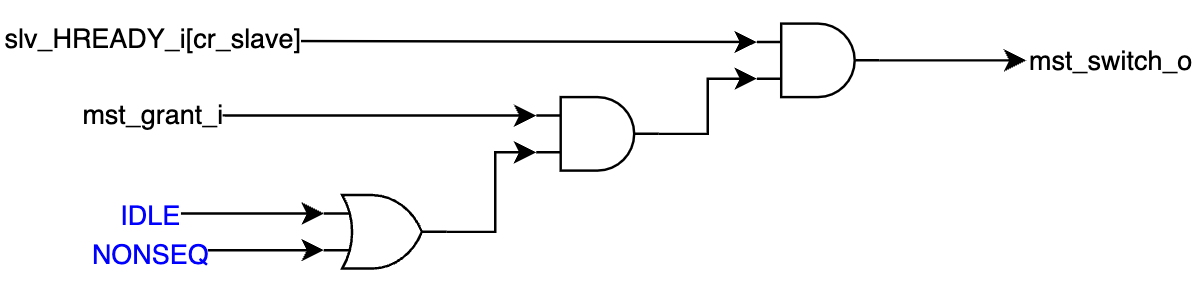 slv_HREADY_i[cr_slave]
mst_switch_o
mst_grant_i
IDLE
NONSEQ